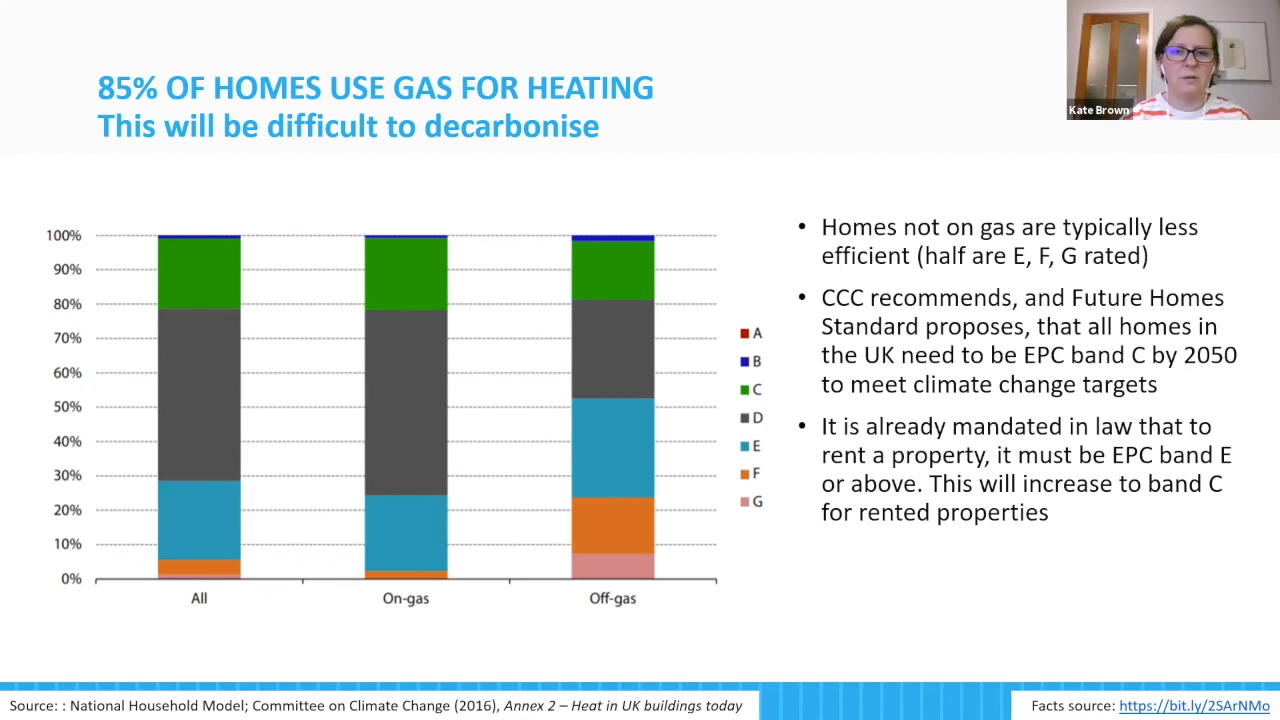 85% OF HOMES USE GAS FOR HEATING
This will be difficult to decarbonise
Kate Brown
100%
90%
80%
70%
60%
50%
40%
30%
20%
10%
0%
All
On-gas
Off-gas
A
B
C
D
E
F
G
• Homes not on gas are typically less
efficient (half are E, F, G rated)
• CCC recommends, and Future Homes
Standard proposes, that all homes in
the UK need to be EPC band C by 2050
to meet climate change targets
• It is already mandated in law that to
rent a property, it must be EPC band E
or above. This will increase to band C
for rented properties
Source: : National Household Model; Committee on Climate Change (2016), Annex 2 – Heat in UK buildings today
Facts source: https://bit.ly/2SArNMo